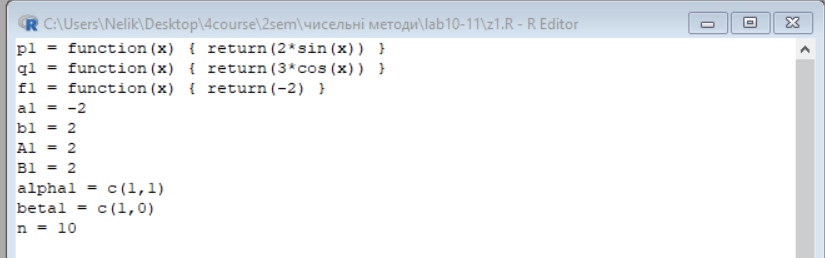 C:\Users\Nelik\Desktop\4course\2sem\чисельні методи\lab10-11\z1.R - R Editor
p1 = function(x) { return(2*sin(x)) }
q1 = function(x) { return(3*cos(x)) }
f1 = function(x) { return(-2) }
a1 = -2
b1 = 2
A1 = 2
B1 = 2
alpha1 = c(1,1)
beta1 = c(1,0)
n = 10